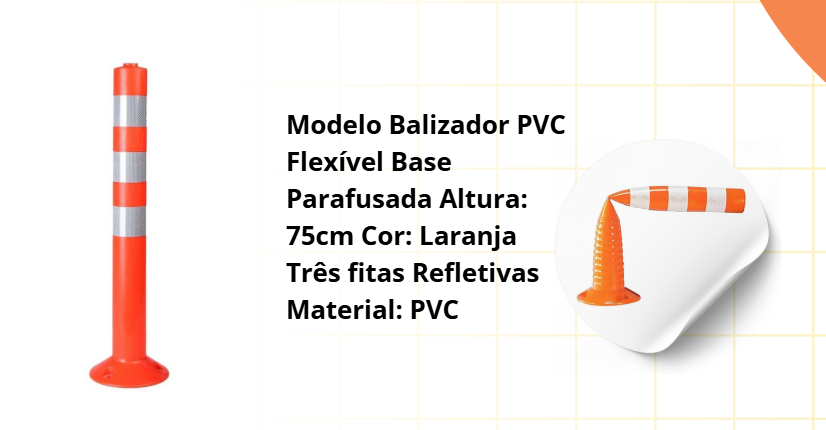 Modelo Balizador PVC
Flexível Base
Parafusada Altura:
75cm Cor: Laranja
Três fitas Refletivas
Material: PVC